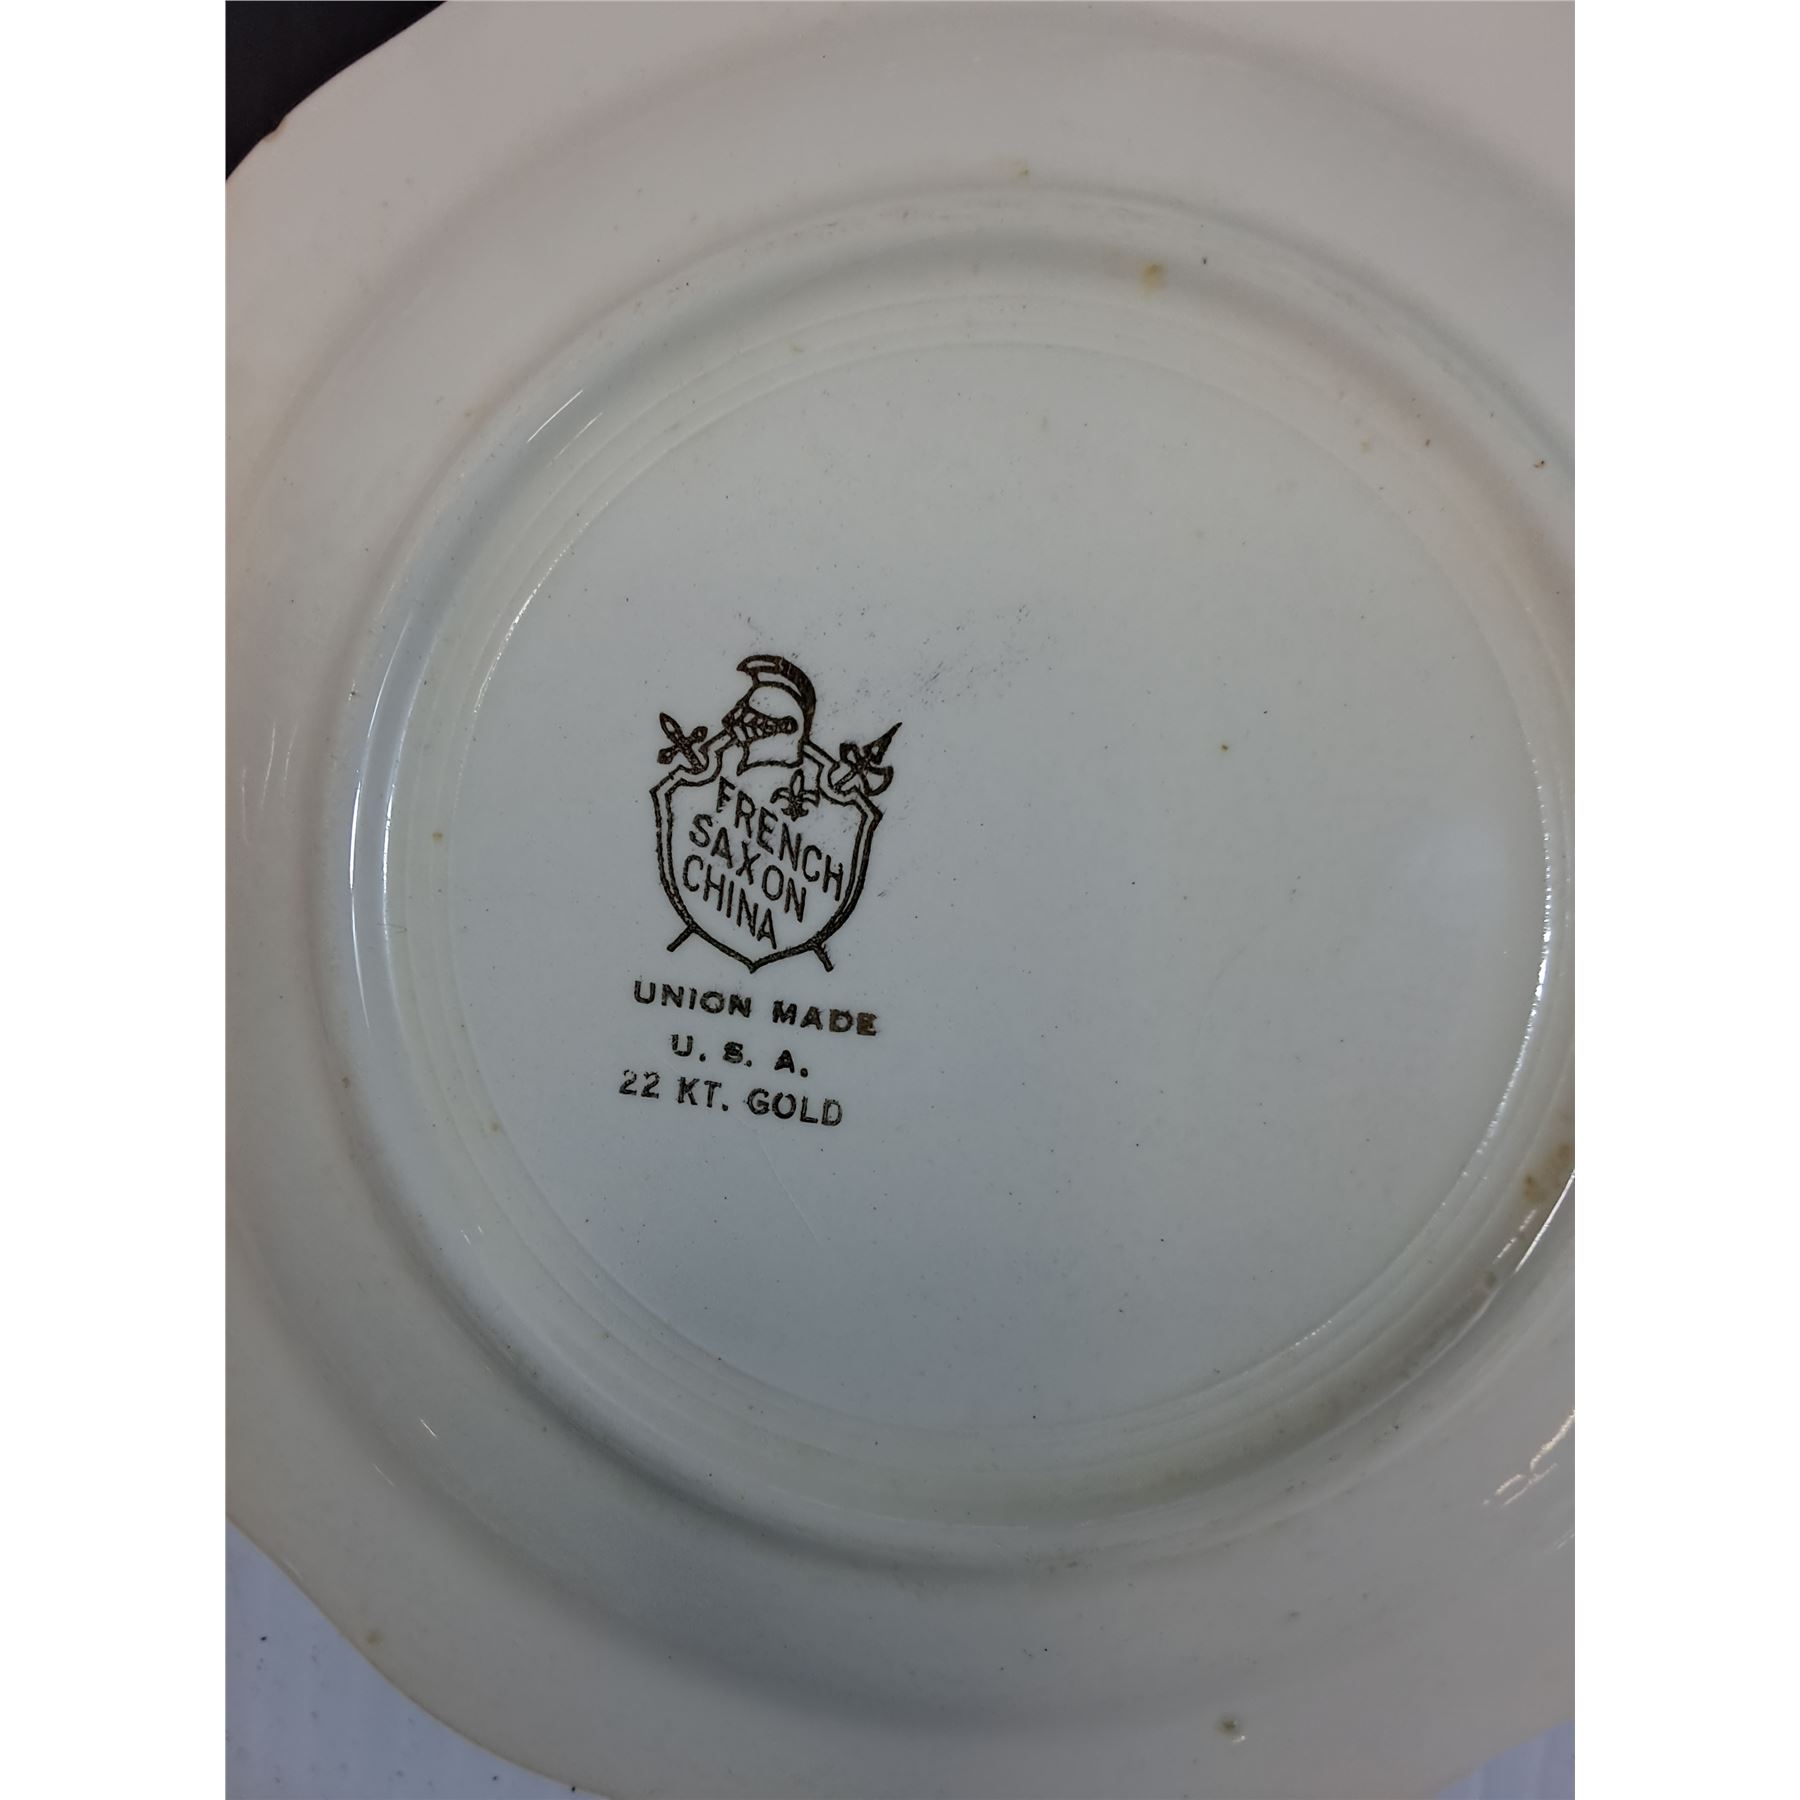 FRENCH
SAXON
CHINA
UNION MADE
U. S. A.
22 KT. GOLD